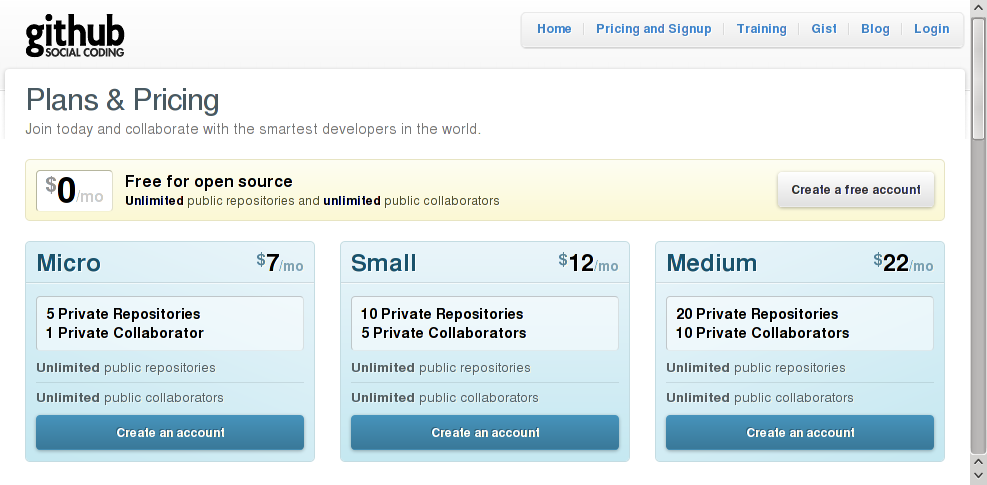 github
SOCIAL CODING
Home Pricing and Signup Training Gist Blog Login
Plans & Pricing
Join today and collaborate with the smartest developers in the world.
$0/mo
Free for open source
Unlimited public repositories and unlimited public collaborators
Create a free account
Micro $7/mo
5 Private Repositories
1 Private Collaborator
Unlimited public repositories
Unlimited public collaborators
Create an account
Small $12/mo
10 Private Repositories
5 Private Collaborators
Unlimited public repositories
Unlimited public collaborators
Create an account
Medium $22/mo
20 Private Repositories
10 Private Collaborators
Unlimited public repositories
Unlimited public collaborators
Create an account